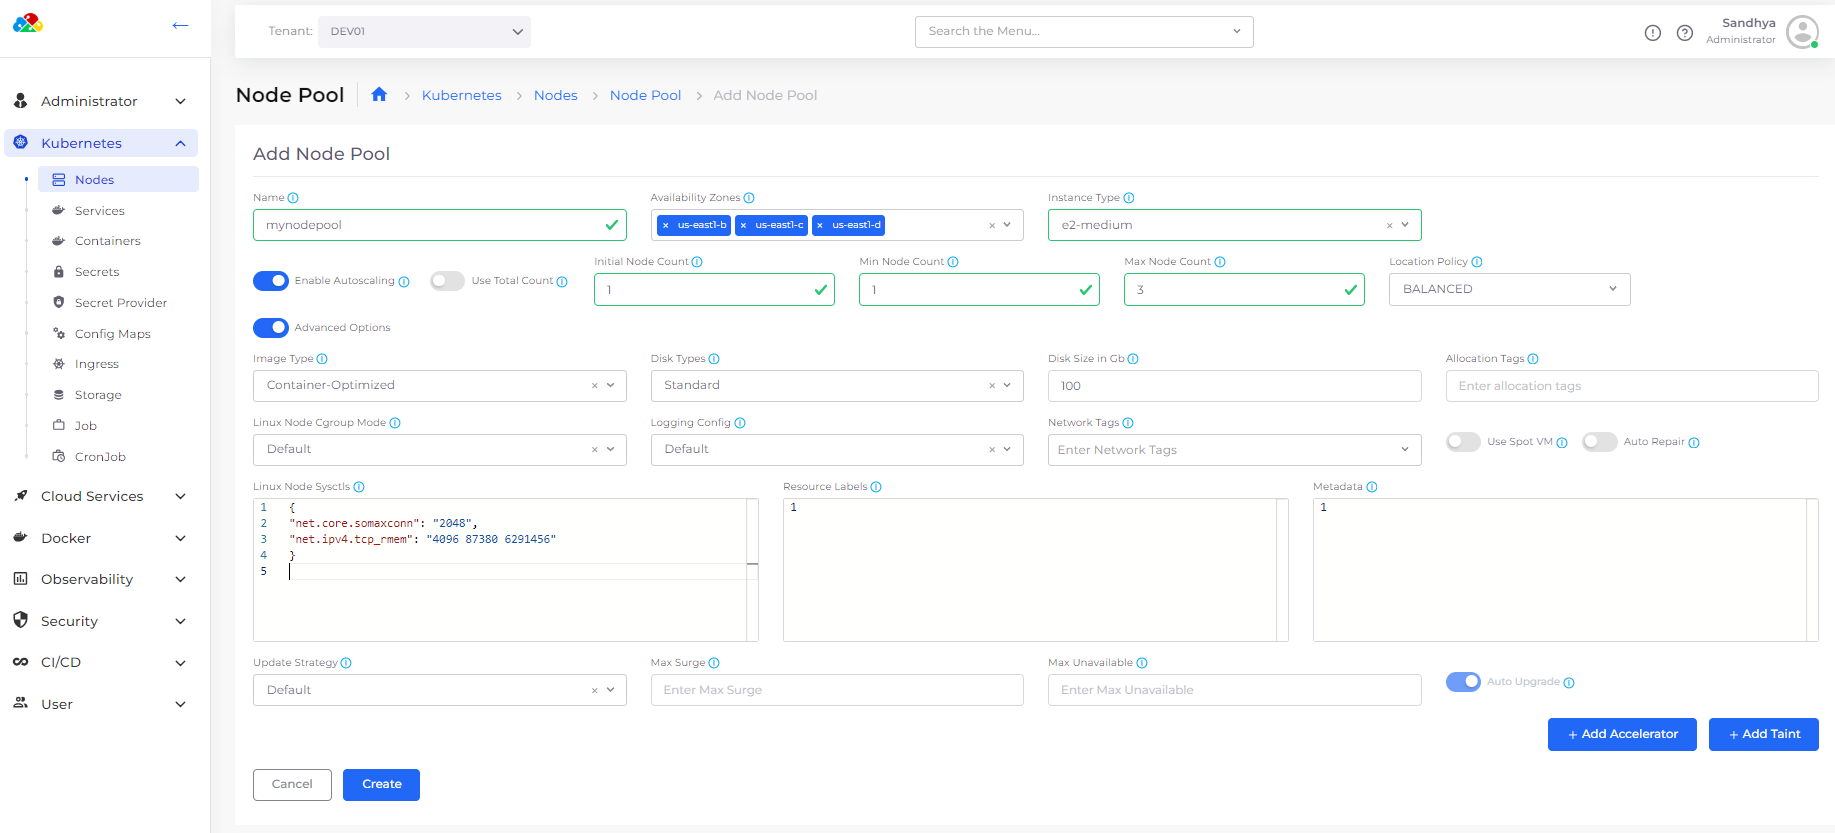 Tenant: DEV01
Search the Menu...
Sandhya
Administrator
Administrator
Kubernetes
Nodes
Services
Containers
Secrets
Secret Provider
Config Maps
Ingress
Storage
Job
CronJob
Cloud Services
Docker
Observability
Security
CI/CD
User
Node Pool
Kubernetes > Nodes > Node Pool > Add Node Pool
Add Node Pool
Name Availability Zones Instance Type
mynodepool × us-east1-b × us-east1-c × us-east1-d e2-medium
Initial Node Count Min Node Count Max Node Count Location Policy
Enable Autoscaling Use Total Count 1 1 3 BALANCED
Advanced Options
Image Type Disk Types Disk Size in Gb Allocation Tags
Container-Optimized Standard 100 Enter allocation tags
Linux Node Cgroup Mode Logging Config Network Tags
Default Default Enter Network Tags Use Spot VM Auto Repair
Linux Node Sysctls Resource Labels Metadata
1 { 1 1
2 "net.core.somaxconn": "2048",
3 "net.ipv4.tcp_rmem": "4096 87380 6291456"
4 }
5
Update Strategy Max Surge Max Unavailable
Default Enter Max Surge Enter Max Unavailable Auto Upgrade
+ Add Accelerator + Add Taint
Cancel Create